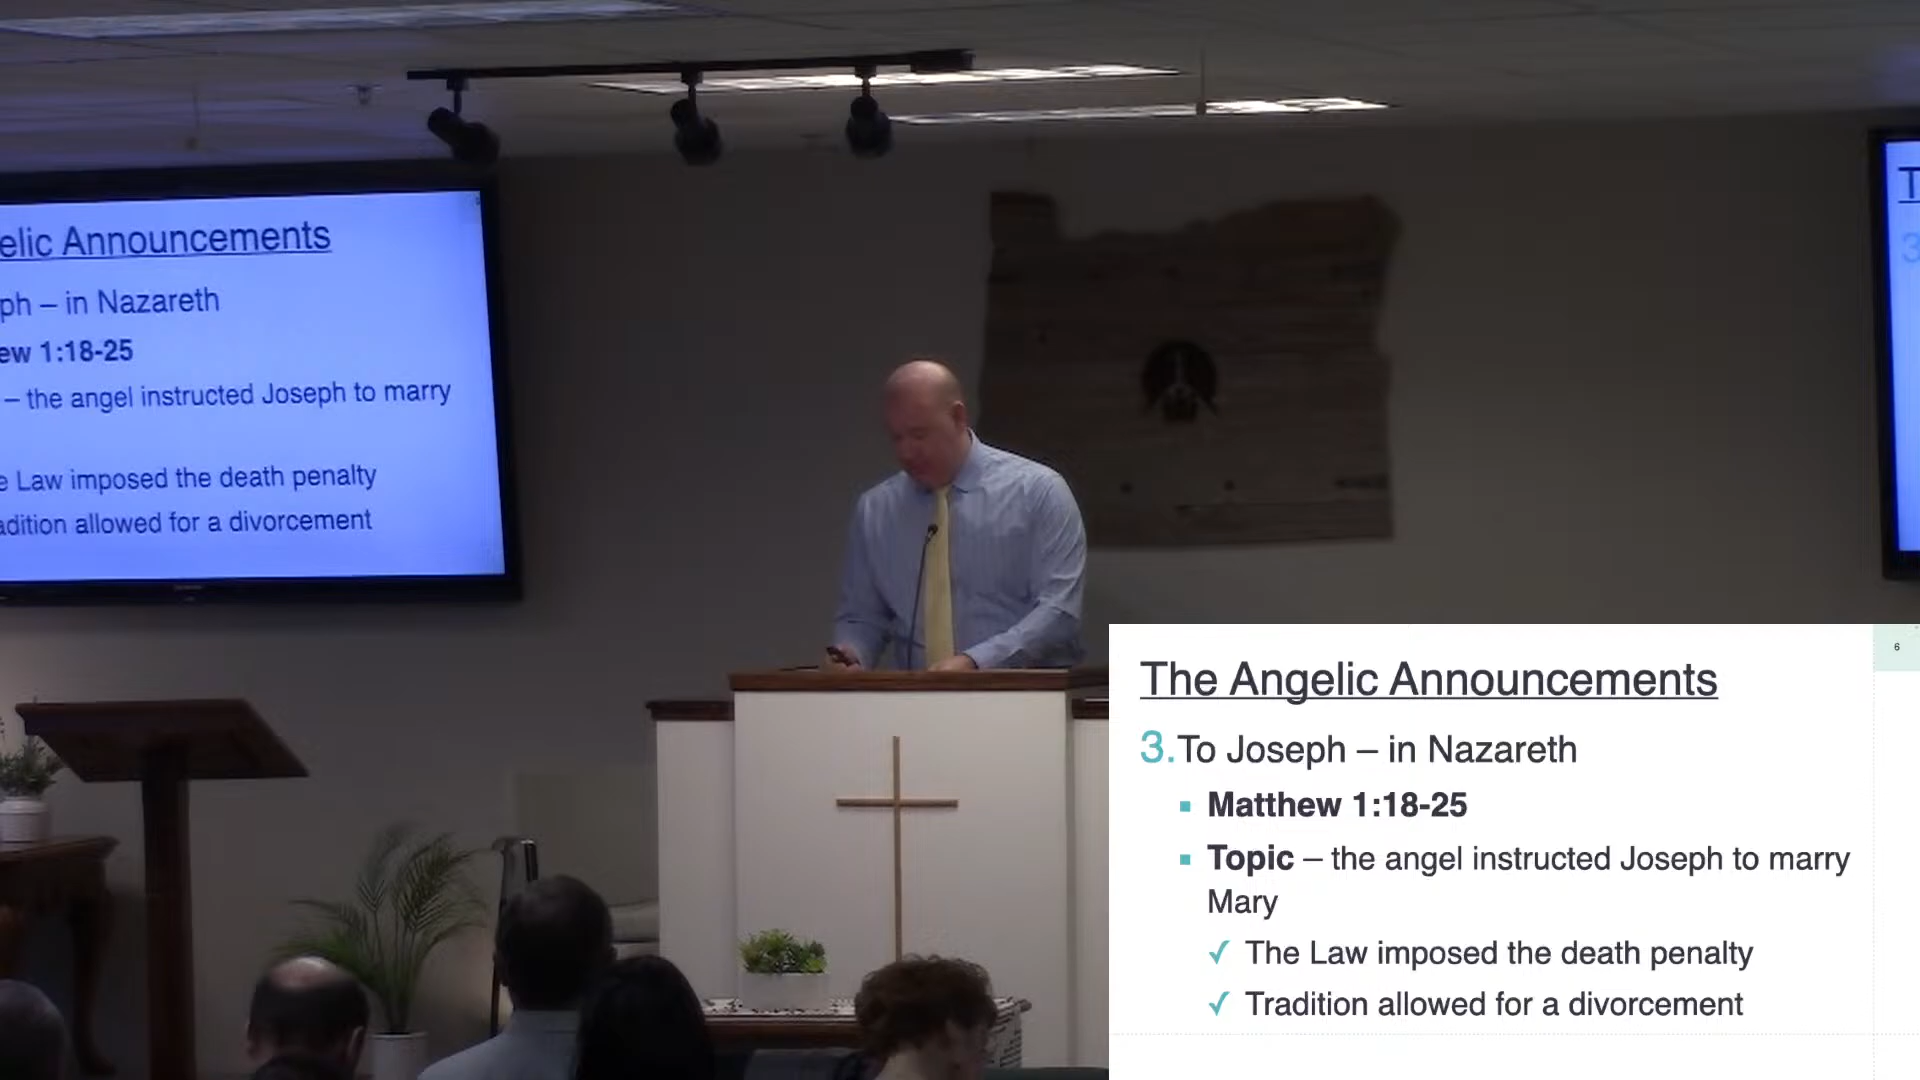 elic Announcements
ph – in Nazareth
ew 1:18-25
– the angel instructed Joseph to marry
e Law imposed the death penalty
adition allowed for a divorcement
T
3
6
The Angelic Announcements
3. To Joseph – in Nazareth
▪ Matthew 1:18-25
▪ Topic – the angel instructed Joseph to marry
Mary
✓ The Law imposed the death penalty
✓ Tradition allowed for a divorcement